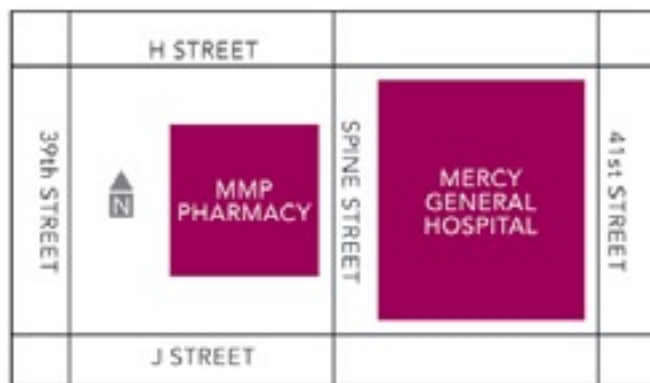 H STREET
39th STREET
N
MMP
PHARMACY
SPINE STREET
MERCY
GENERAL
HOSPITAL
41st STREET
J STREET